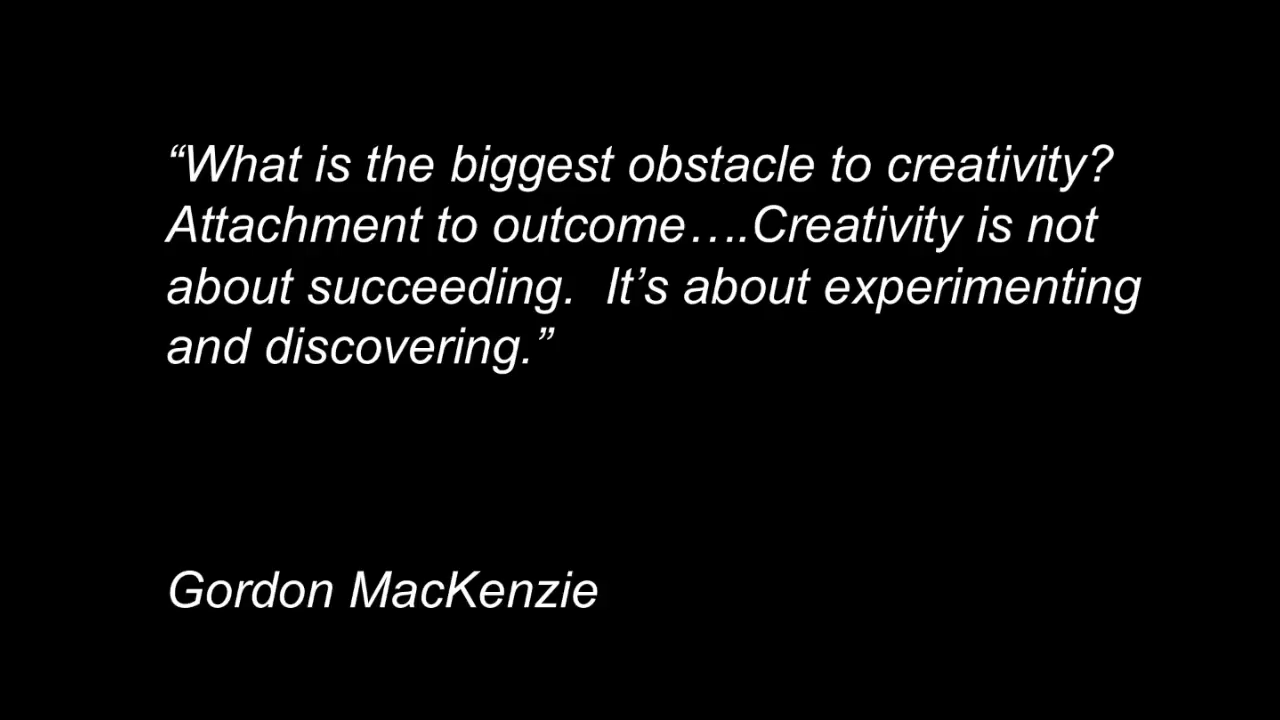 “What is the biggest obstacle to creativity?
Attachment to outcome….Creativity is not
about succeeding.  It’s about experimenting
and discovering.”
Gordon MacKenzie